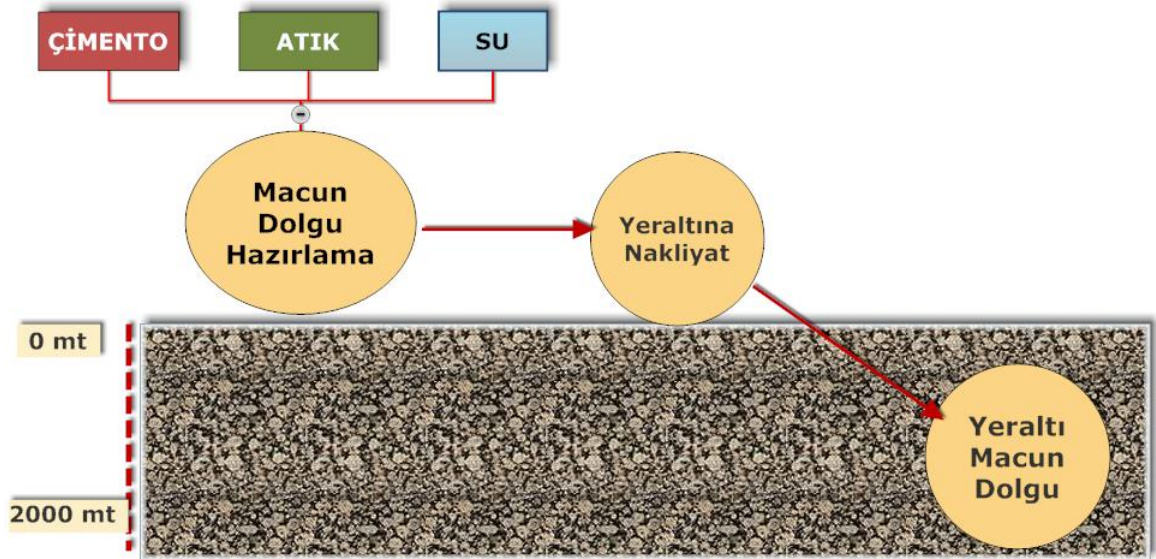 ÇİMENTO
ATIK
SU
Macun
Dolgu
Hazırlama
Yeraltına
Nakliyat
0 mt
Yeraltı
Macun
Dolgu
2000 mt